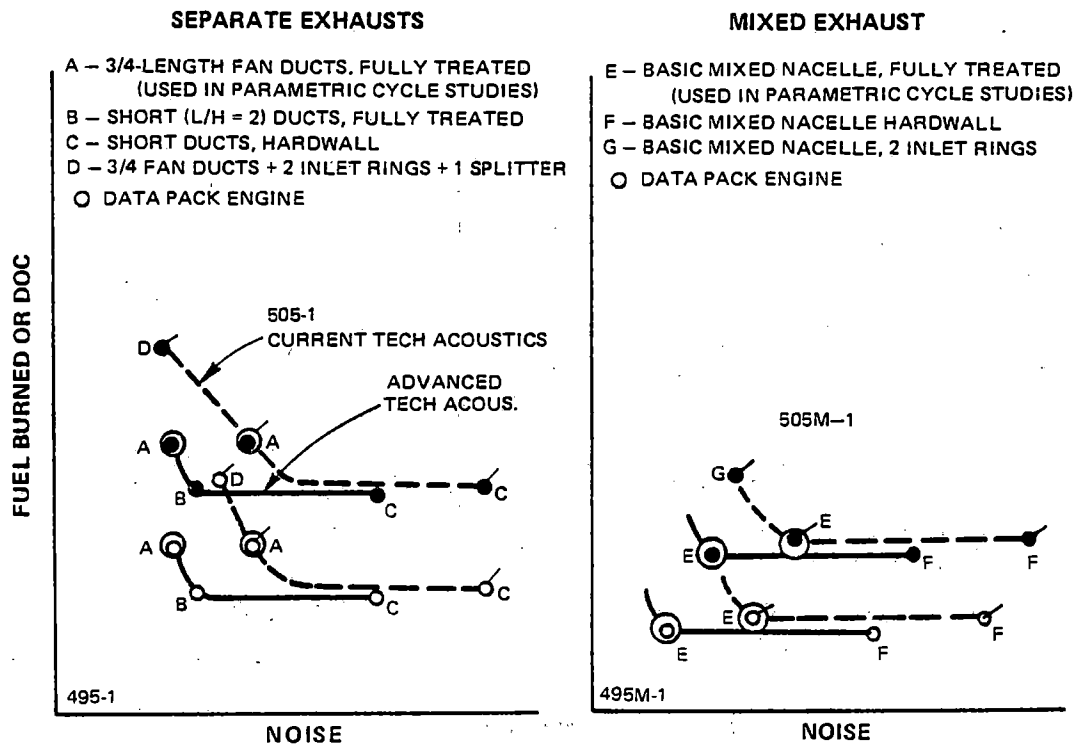 SEPARATE EXHAUSTS
A – 3/4-LENGTH FAN DUCTS. FULLY TREATED
(USED IN PARAMETRIC CYCLE STUDIES)
B – SHORT (L/H = 2) DUCTS, FULLY TREATED
C – SHORT DUCTS, HARDWALL
D – 3/4 FAN DUCTS + 2 INLET RINGS + 1 SPLITTER
O DATA PACK ENGINE
FUEL BURNED OR DOC
505-1
CURRENT TECH ACOUSTICS
ADVANCED
TECH ACOUS.
D
A
A
D
B
C
C
A
A
B
C
C
495-1
NOISE
MIXED EXHAUST
E – BASIC MIXED NACELLE, FULLY TREATED
(USED IN PARAMETRIC CYCLE STUDIES)
F – BASIC MIXED NACELLE HARDWALL
G – BASIC MIXED NACELLE, 2 INLET RINGS
O DATA PACK ENGINE
505M–1
G
E
E
F
F
E
E
F
F
495M-1
NOISE